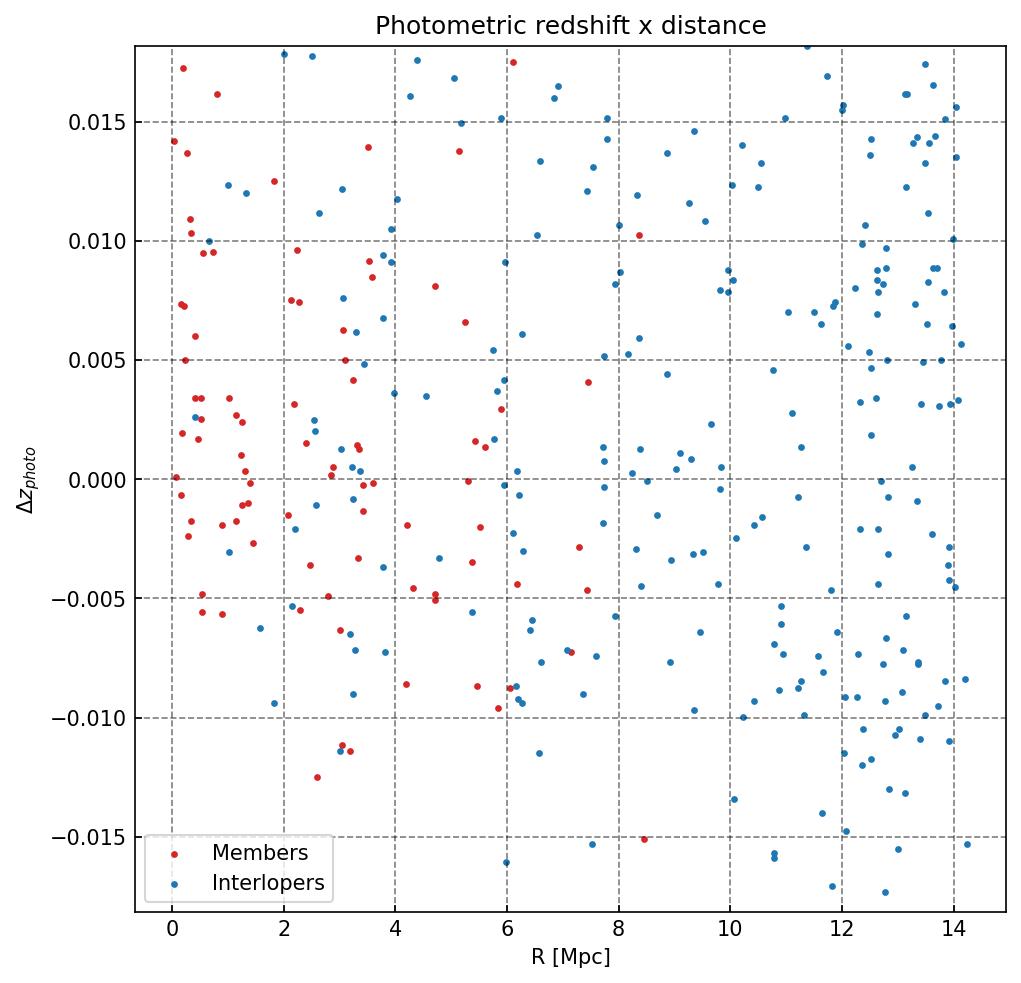 Photometric redshift x distance
0.015
0.010
0.005
0.000
−0.005
−0.010
−0.015
Δz_photo
Members
Interlopers
0 2 4 6 8 10 12 14
R [Mpc]